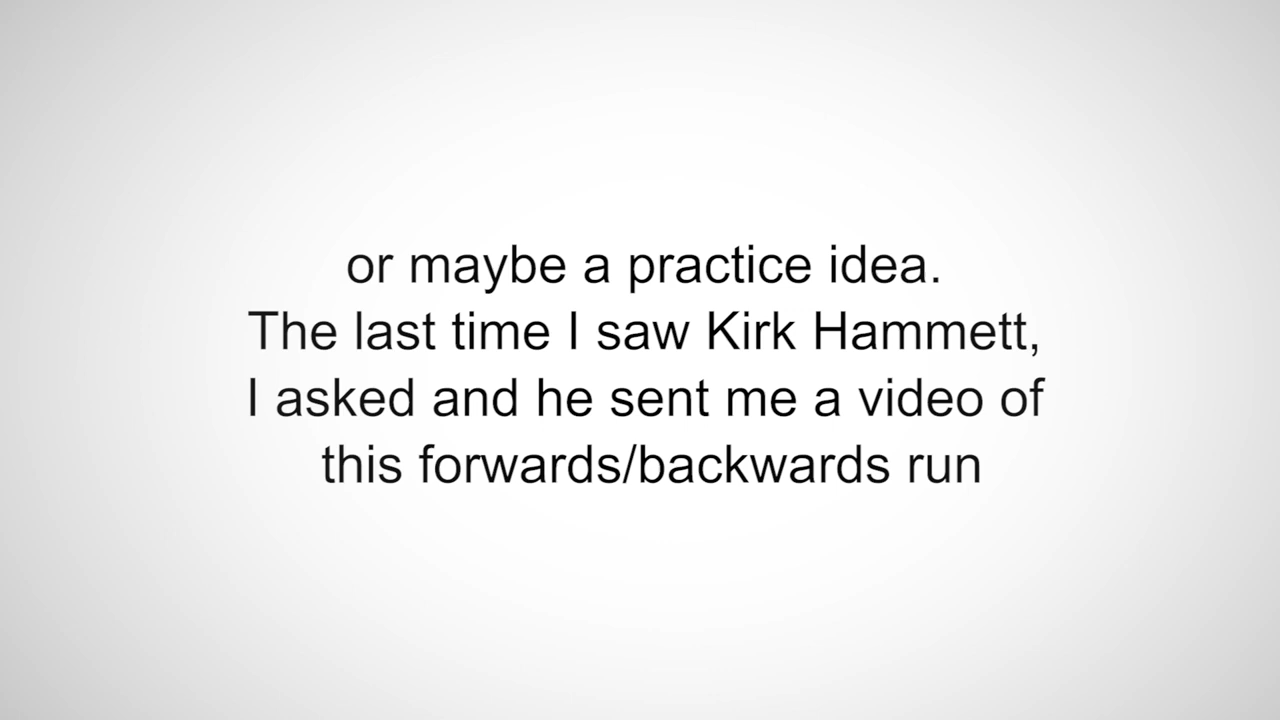 or maybe a practice idea.
The last time I saw Kirk Hammett,
I asked and he sent me a video of
this forwards/backwards run